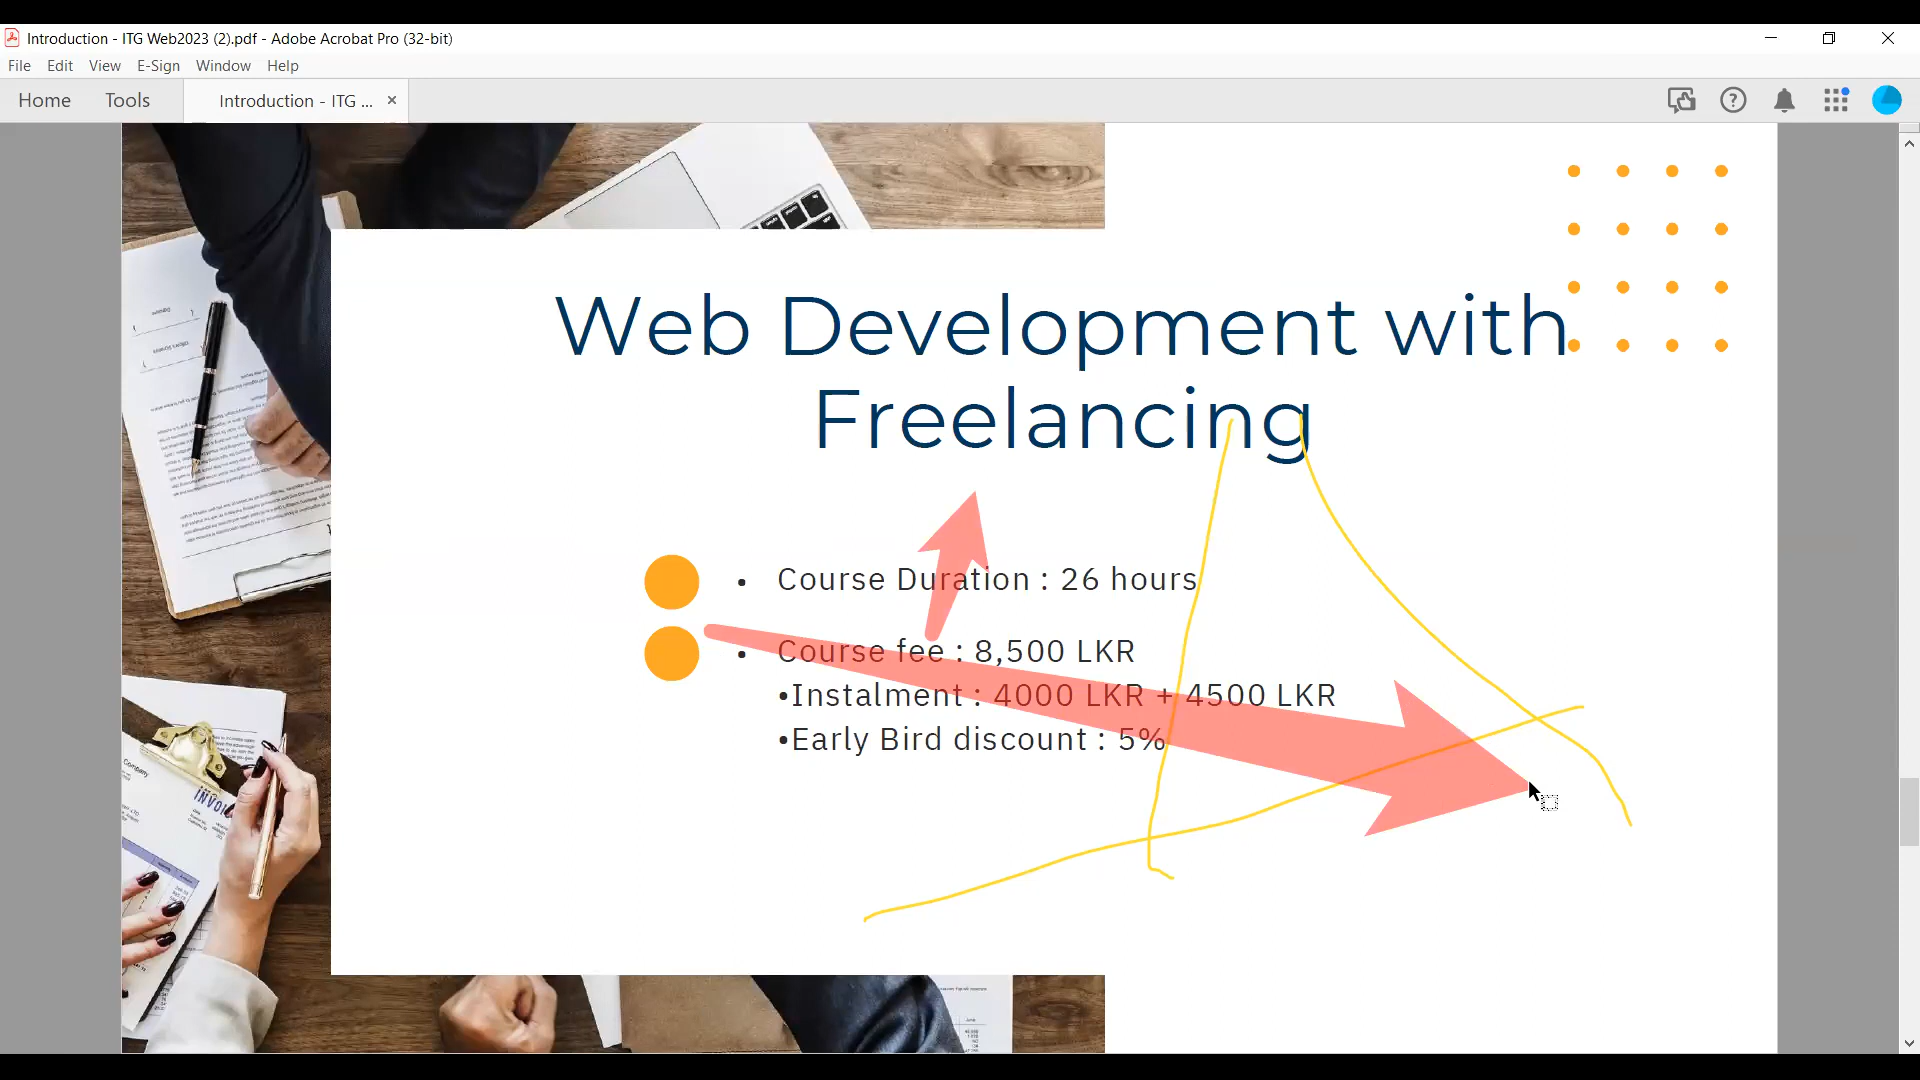 Introduction - ITG Web2023 (2).pdf - Adobe Acrobat Pro (32-bit)
File Edit View E-Sign Window Help
Home Tools Introduction - ITG ... ×
Web Development with
Freelancing
• Course Duration : 26 hours
• Course fee : 8,500 LKR
•Instalment : 4000 LKR + 4500 LKR
•Early Bird discount : 5%
Company
INVOI